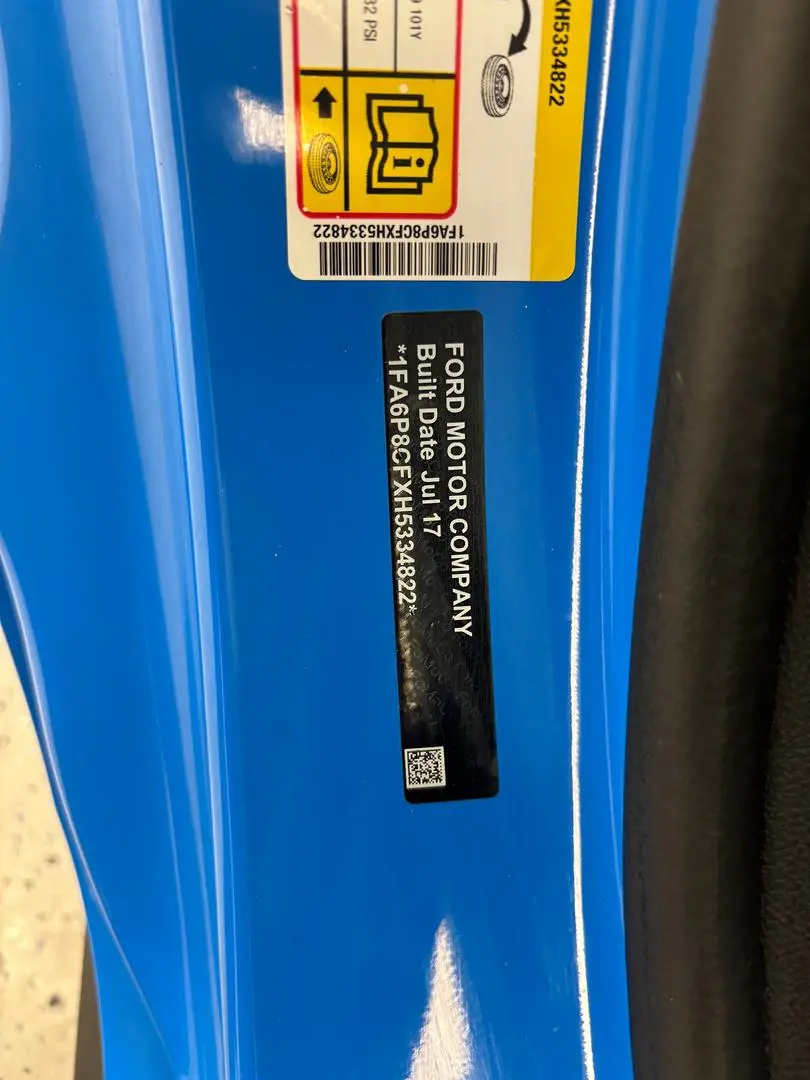 XH5334822
32 PSI
101Y
1FA6P8CFXH5334822
FORD MOTOR COMPANY
Built Date Jul 17
*1FA6P8CFXH5334822*